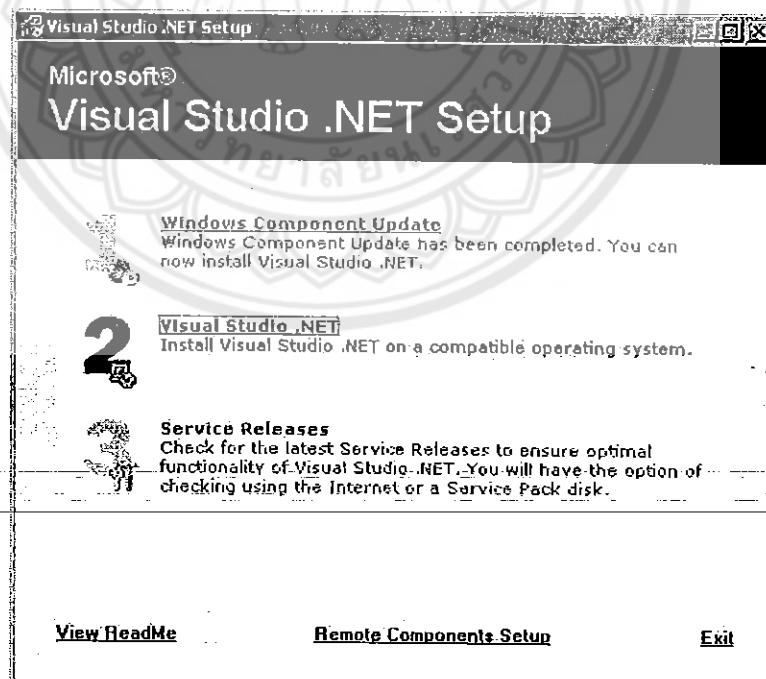 Visual Studio .NET Setup
Microsoft®
Visual Studio .NET Setup
1
Windows Component Update
Windows Component Update has been completed. You can
now install Visual Studio .NET.
2
Visual Studio .NET
Install Visual Studio .NET on a compatible operating system.
3
Service Releases
Check for the latest Service Releases to ensure optimal
functionality of Visual Studio .NET. You will have the option of
checking using the Internet or a Service Pack disk.
View ReadMe
Remote Components Setup
Exit